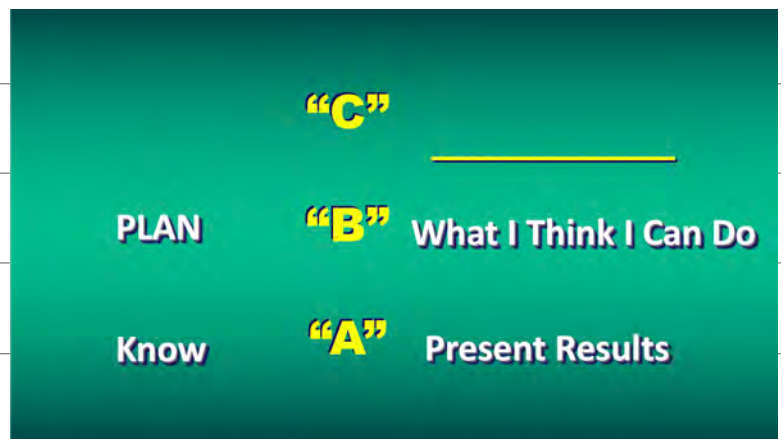 “C”
PLAN “B” What I Think I Can Do
Know “A” Present Results